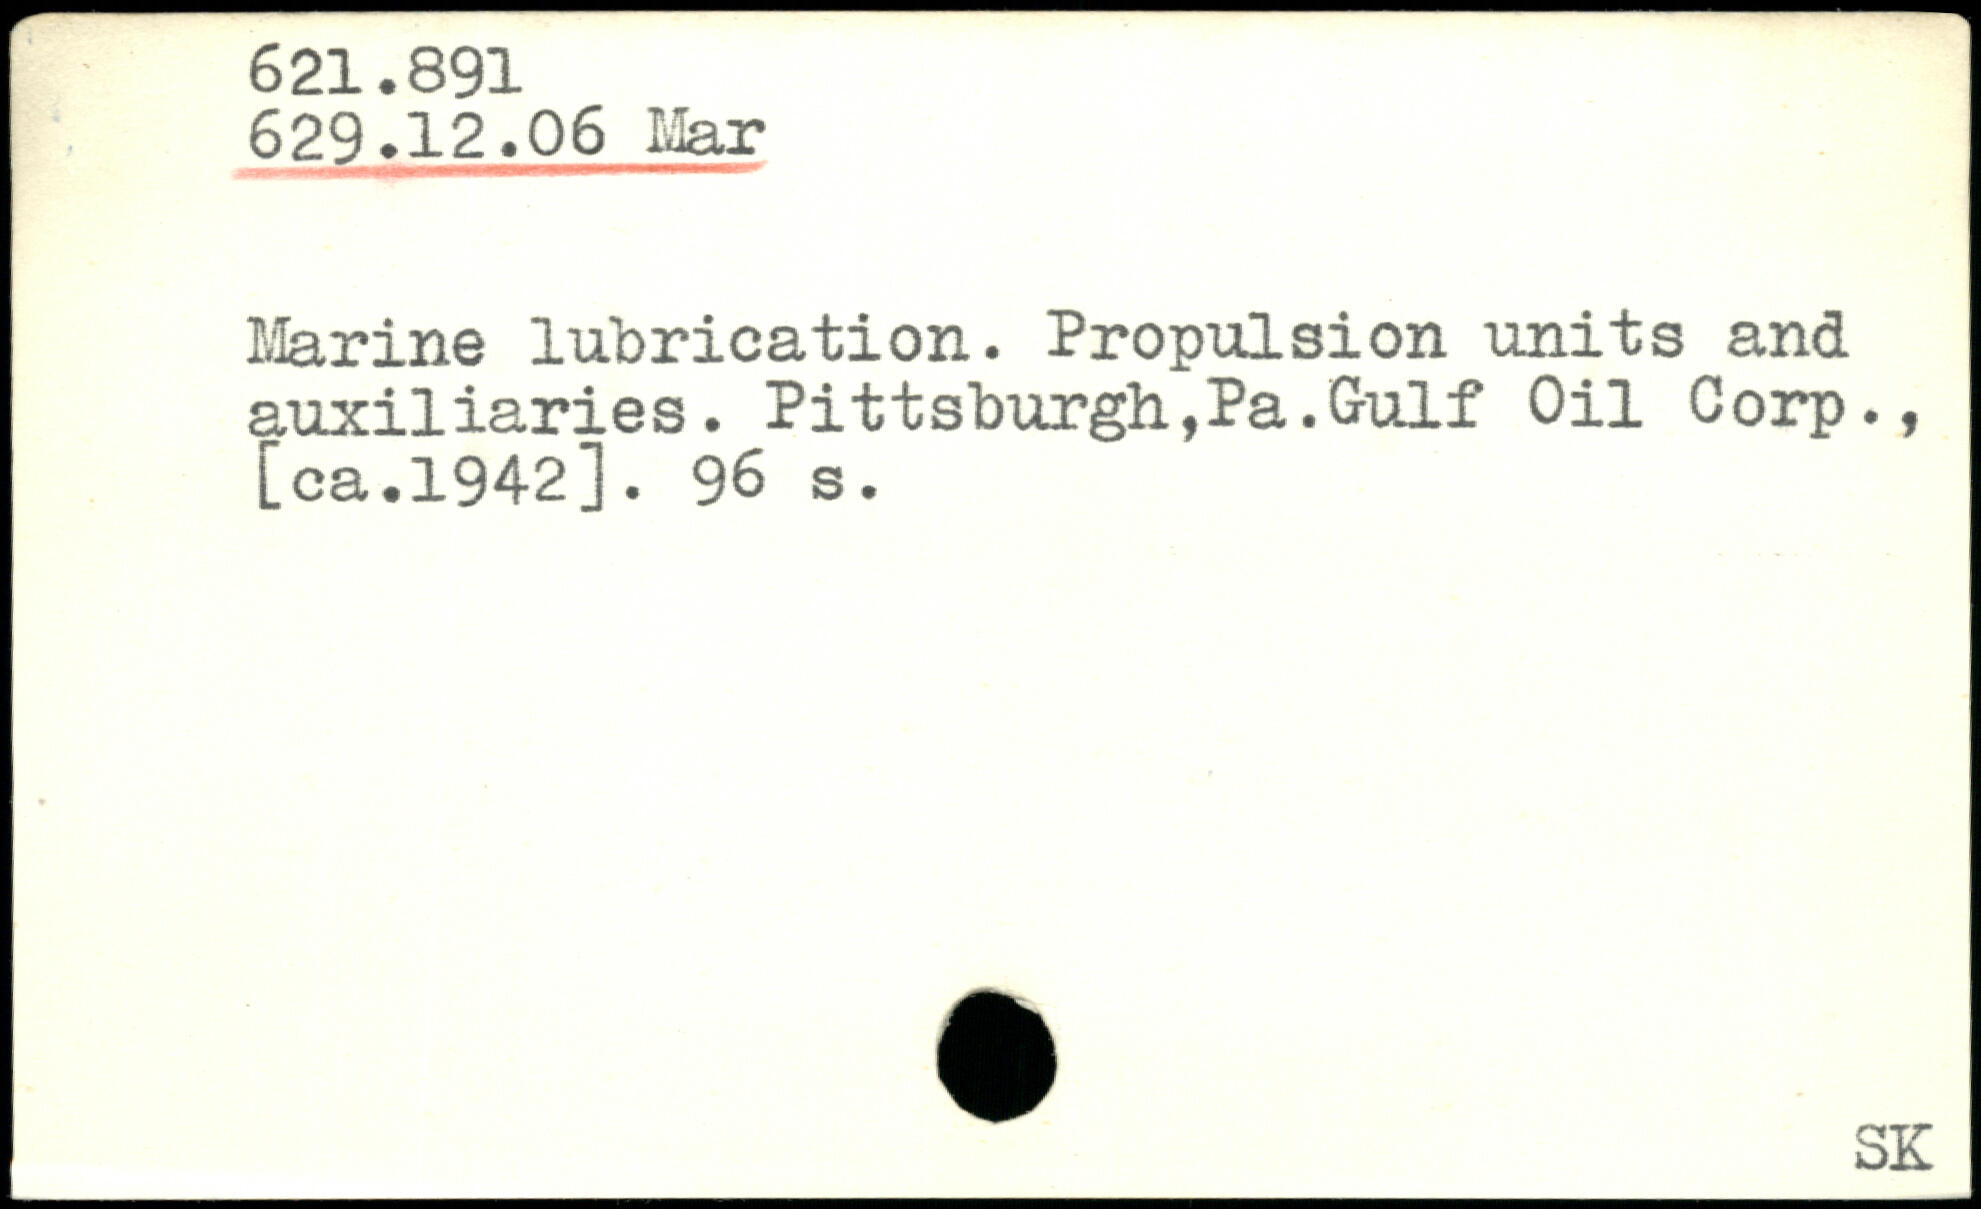 621.891
629.12.06 Mar
Marine lubrication. Propulsion units and
auxiliaries. Pittsburgh,Pa.Gulf Oil Corp.,
[ca.1942]. 96 s.
SK